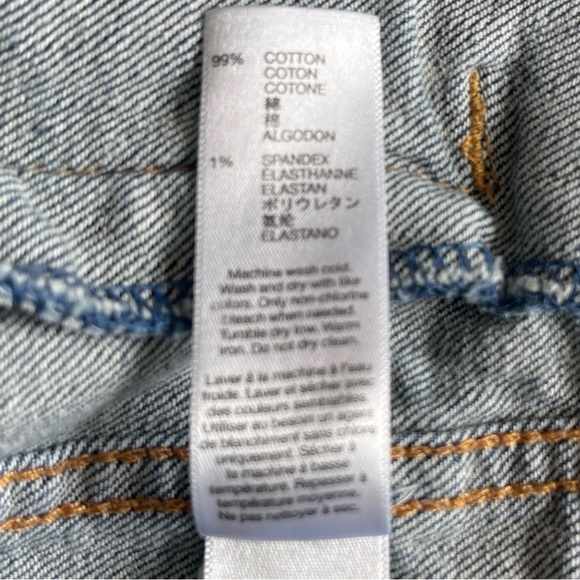 99% COTTON
COTON
COTONE
綿
棉
ALGODON
1% SPANDEX
ELASTHANNE
ELASTAN
ポリウレタン
氨纶
ELASTANO
Machine wash cold.
Wash and dry with like
colors. Only non-chlorine
bleach when needed.
Tumble dry low. Warm
iron. Do not dry clean.
Laver à la machine à l'eau
froide. Laver et sécher avec
des couleurs semblables.
Utiliser au besoin un agent
de blanchiment sans chlore
uniquement. Sécher à
la machine à basse
température. Repasser à
température moyenne.
Ne pas nettoyer à sec.